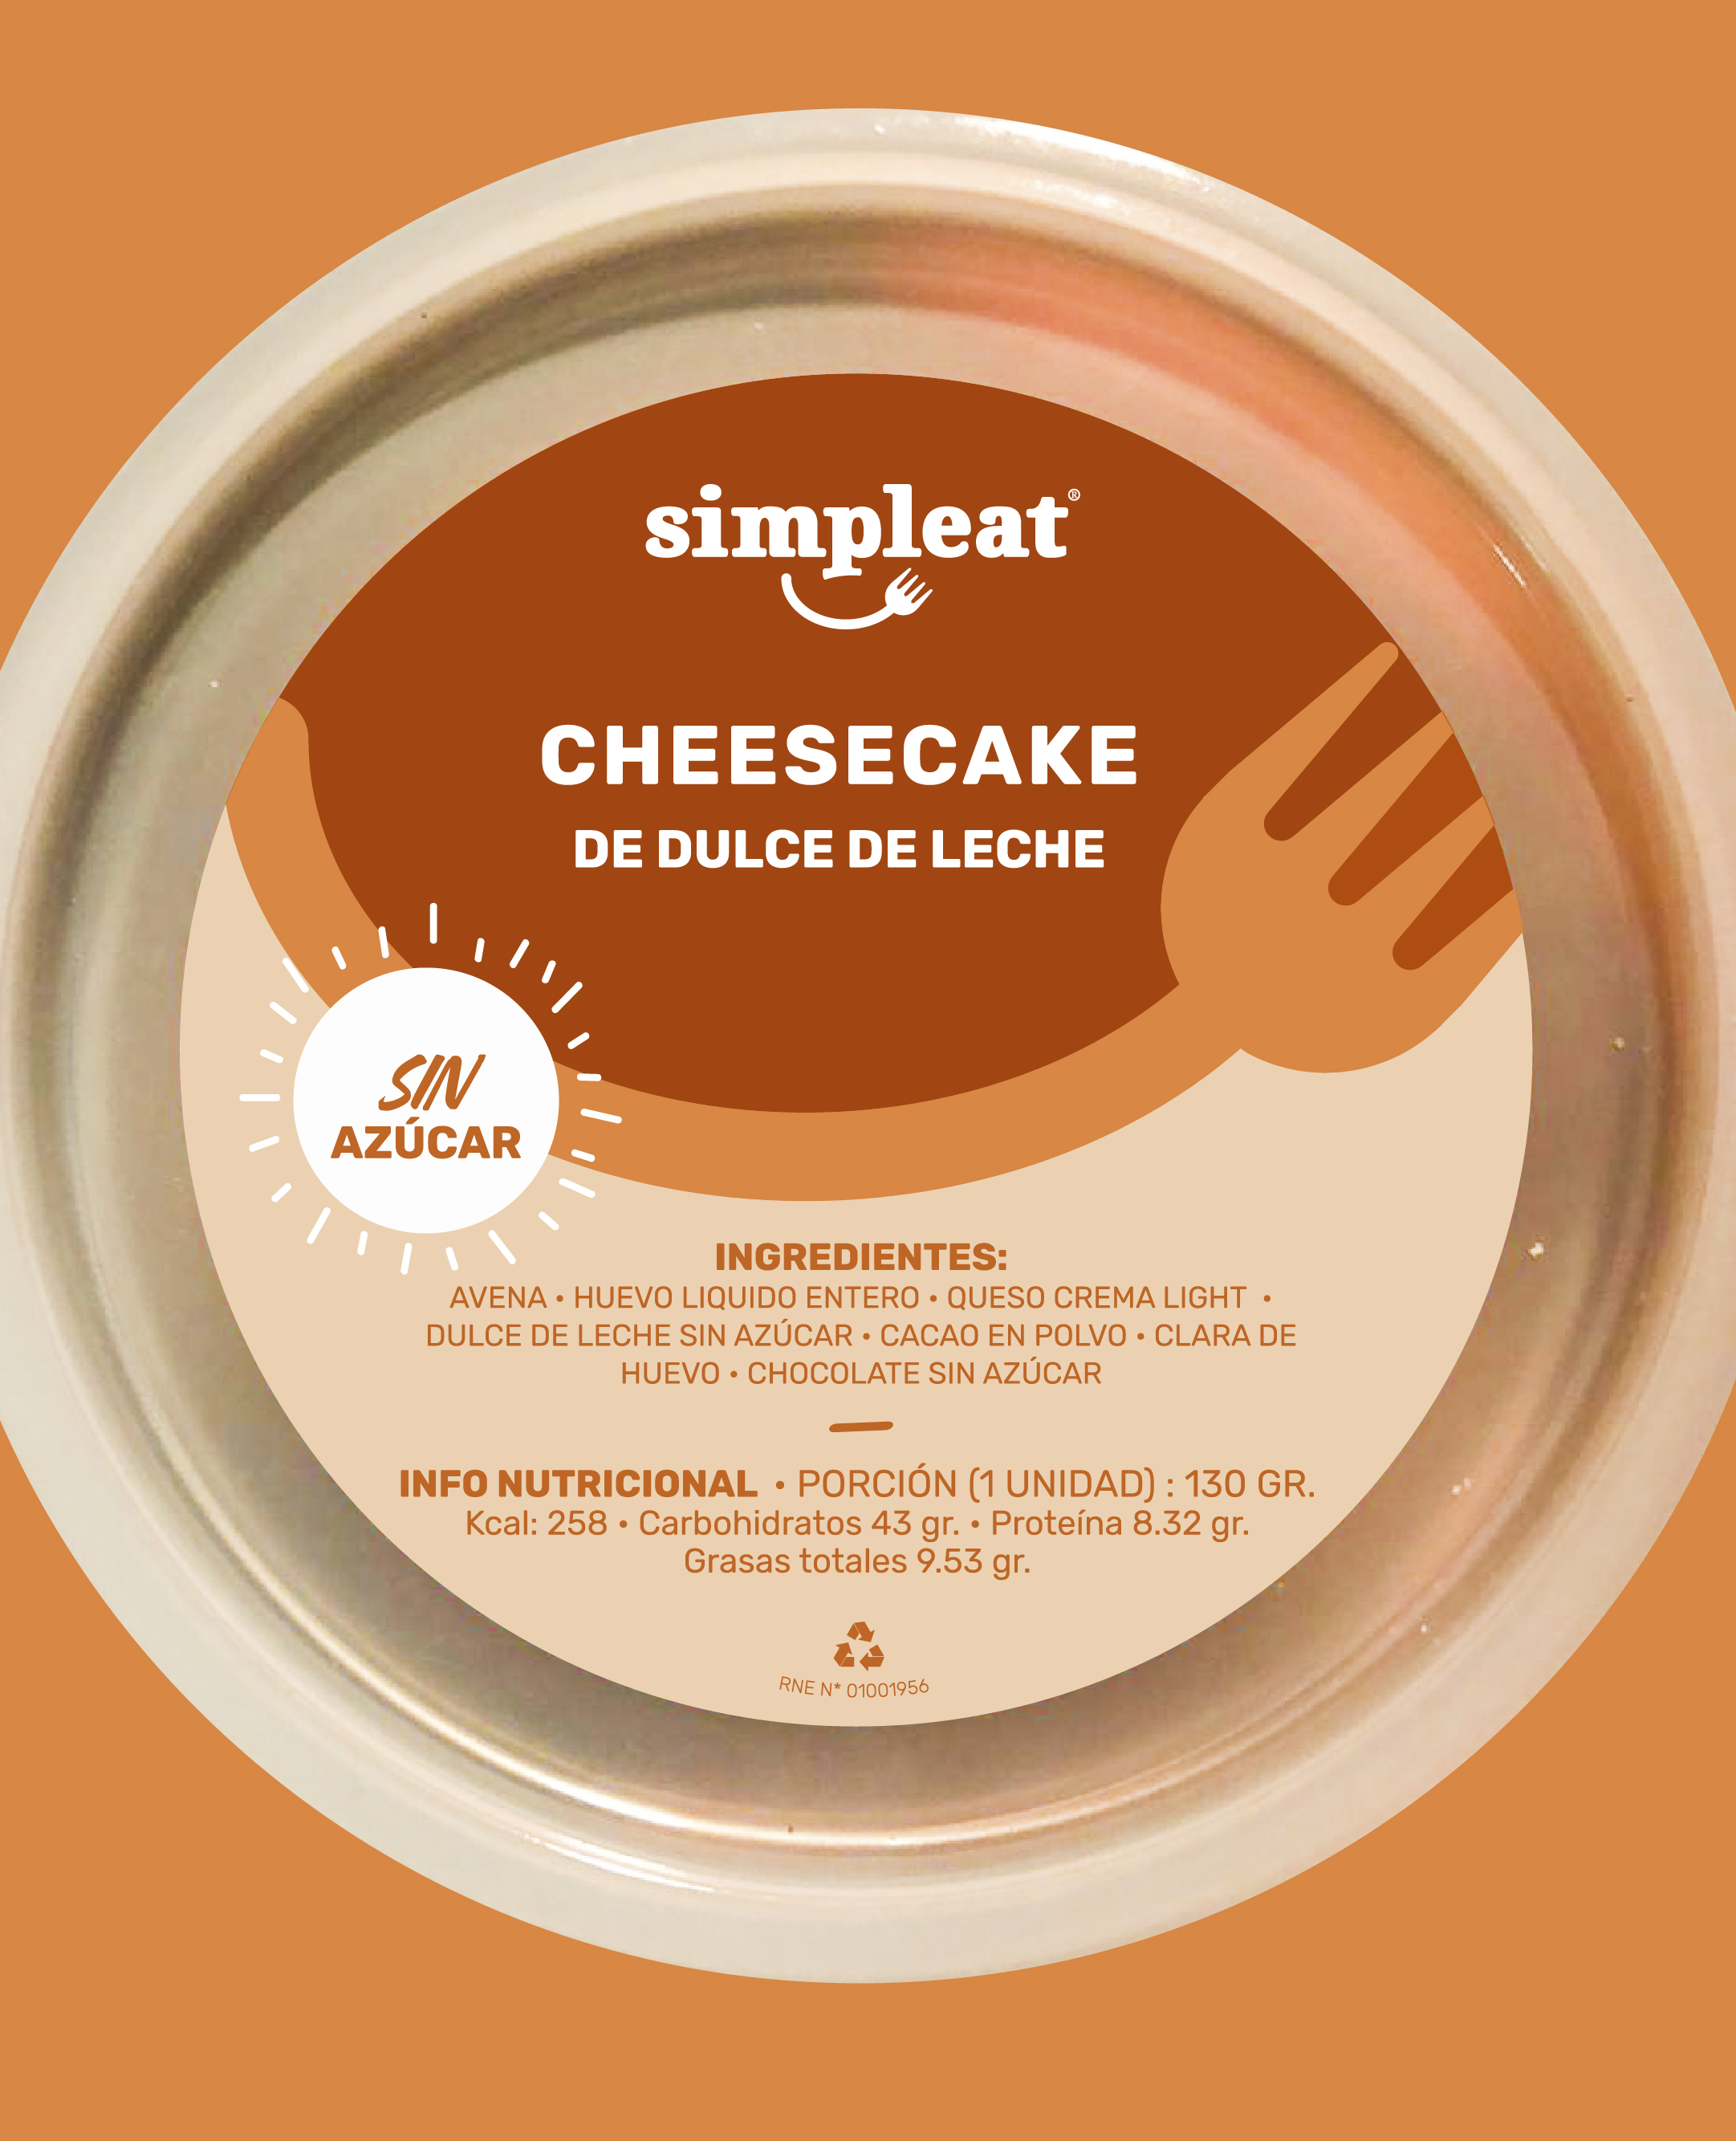 simpleat®
CHEESECAKE
DE DULCE DE LECHE
SIN
AZÚCAR
INGREDIENTES:
AVENA • HUEVO LIQUIDO ENTERO • QUESO CREMA LIGHT •
DULCE DE LECHE SIN AZÚCAR • CACAO EN POLVO • CLARA DE
HUEVO • CHOCOLATE SIN AZÚCAR
INFO NUTRICIONAL • PORCIÓN (1 UNIDAD) : 130 GR.
Kcal: 258 • Carbohidratos 43 gr. • Proteína 8.32 gr.
Grasas totales 9.53 gr.
RNE N* 01001956